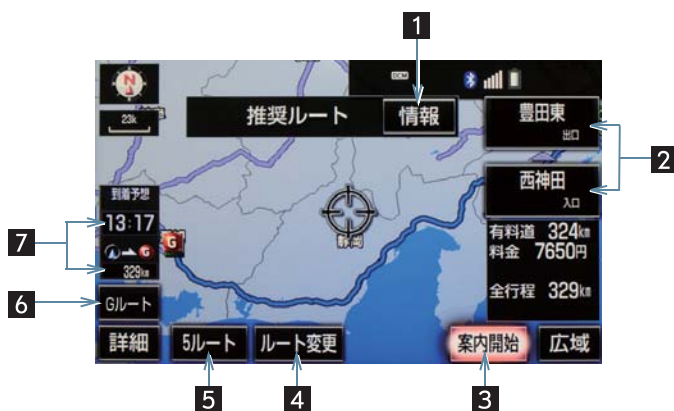 1
DCM
N
23k
推奨ルート 情報
豊田東
出口
2
西神田
入口
到着予想
13:17
7
G
G
329km
静岡
有料道 324km
料金 7650円
全行程 329km
6
Gルート
詳細 5ルート ルート変更 案内開始 広域
5 4 3